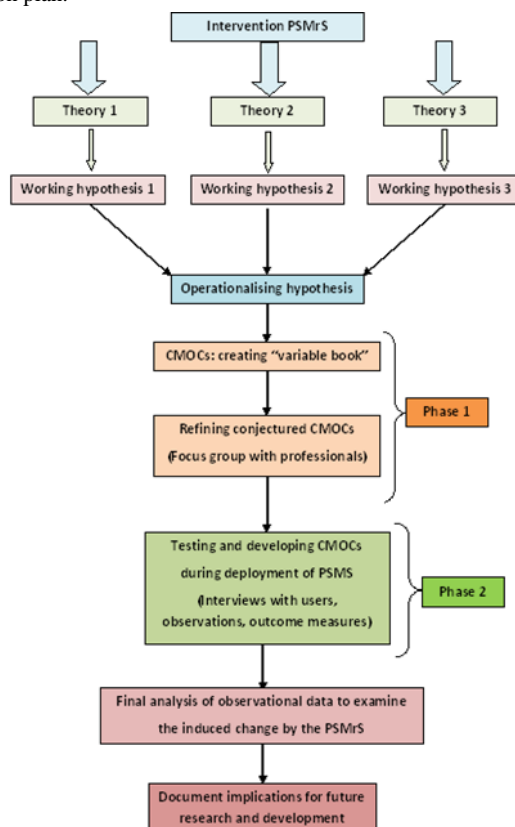 on plan.
Intervention PSMrS
Theory 1
Theory 2
Theory 3
Working hypothesis 1
Working hypothesis 2
Working hypothesis 3
Operationalising hypothesis
CMOCs: creating “variable book”
Phase 1
Refining conjectured CMOCs
(Focus group with professionals)
Testing and developing CMOCs
during deployment of PSMS
(Interviews with users,
observations, outcome measures)
Phase 2
Final analysis of observational data to examine
the induced change by the PSMrS
Document implications for future
research and development